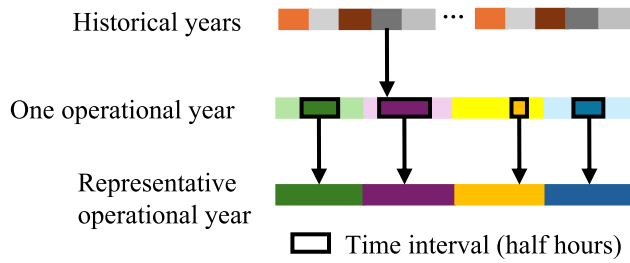 Historical years
...
One operational year
Representative
operational year
Time interval (half hours)